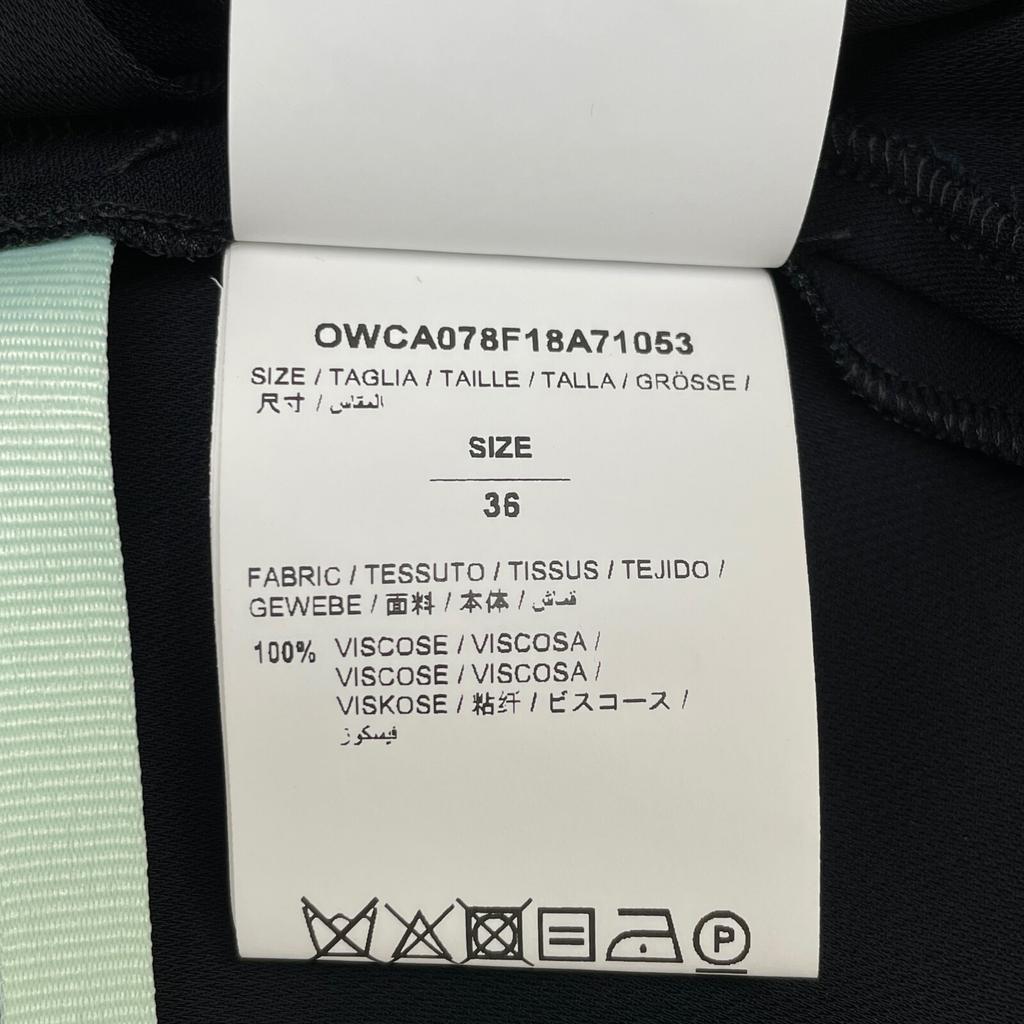 OWCA078F18A71053
SIZE / TAGLIA / TAILLE / TALLA / GRÖSSE /
尺寸 / المقاس
SIZE
36
FABRIC / TESSUTO / TISSUS / TEJIDO /
GEWEBE / 面料 / 本体 / قماش
100% VISCOSE / VISCOSA /
VISCOSE / VISCOSA /
VISKOSE / 粘纤 / ビスコース /
فيسكوز
P